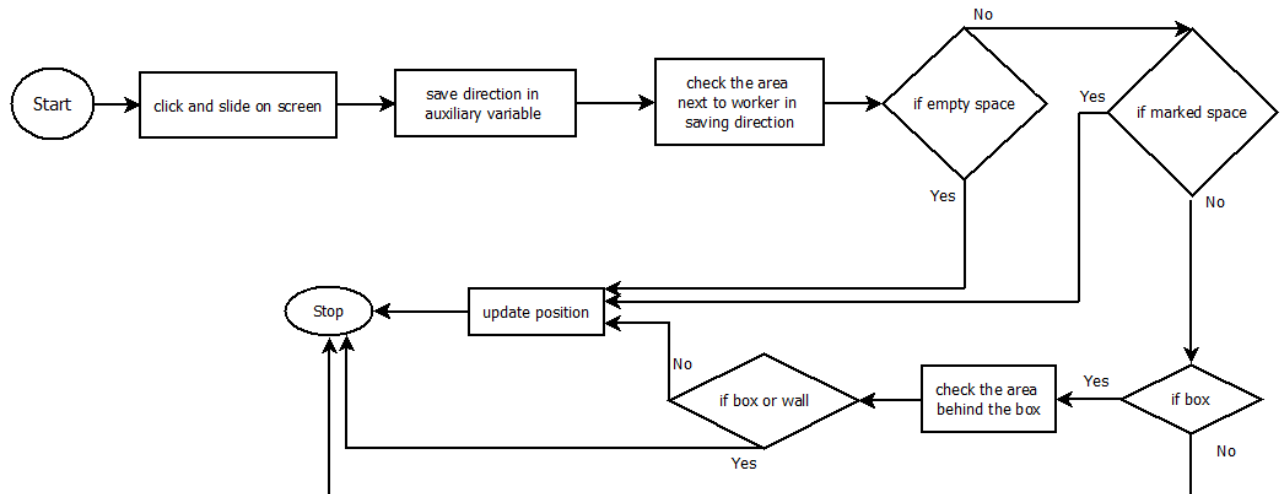 No
Start
click and slide on screen
save direction in
auxiliary variable
check the area
next to worker in
saving direction
if empty space
Yes
if marked space
Yes
No
Stop
update position
No
if box or wall
check the area
behind the box
Yes
if box
Yes
No